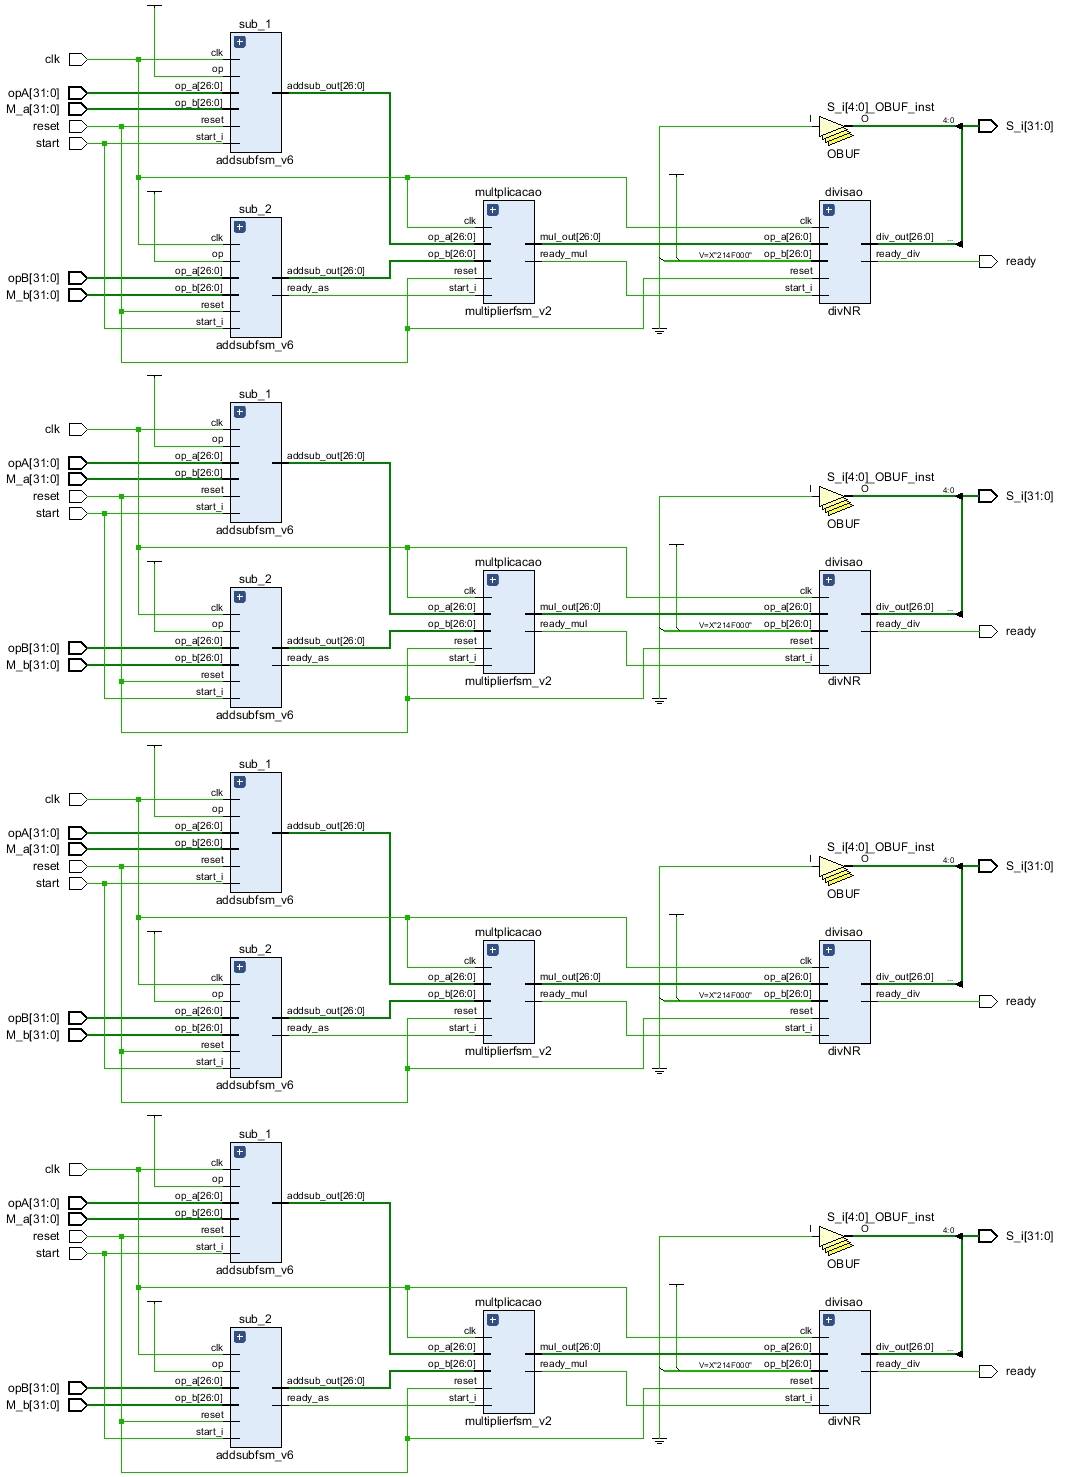 sub_1
clk
clk
op
opA[31:0]
op_a[26:0]
addsub_out[26:0]
M_a[31:0]
op_b[26:0]
reset
reset
start
start_i
addsubfsm_v6
S_i[4:0]_OBUF_inst
I
O
4:0
S_i[31:0]
OBUF
sub_2
clk
op
opB[31:0]
op_a[26:0]
addsub_out[26:0]
M_b[31:0]
op_b[26:0]
ready_as
reset
start_i
addsubfsm_v6
multplicacao
clk
op_a[26:0]
mul_out[26:0]
op_b[26:0]
ready_mul
reset
start_i
multiplierfsm_v2
divisao
clk
op_a[26:0]
div_out[26:0]
...
V=X"214F000"
op_b[26:0]
ready_div
ready
reset
start_i
divNR
sub_1
clk
clk
op
opA[31:0]
op_a[26:0]
addsub_out[26:0]
M_a[31:0]
op_b[26:0]
reset
reset
start
start_i
addsubfsm_v6
S_i[4:0]_OBUF_inst
I
O
4:0
S_i[31:0]
OBUF
sub_2
clk
op
opB[31:0]
op_a[26:0]
addsub_out[26:0]
M_b[31:0]
op_b[26:0]
ready_as
reset
start_i
addsubfsm_v6
multplicacao
clk
op_a[26:0]
mul_out[26:0]
op_b[26:0]
ready_mul
reset
start_i
multiplierfsm_v2
divisao
clk
op_a[26:0]
div_out[26:0]
...
V=X"214F000"
op_b[26:0]
ready_div
ready
reset
start_i
divNR
sub_1
clk
clk
op
opA[31:0]
op_a[26:0]
addsub_out[26:0]
M_a[31:0]
op_b[26:0]
reset
reset
start
start_i
addsubfsm_v6
S_i[4:0]_OBUF_inst
I
O
4:0
S_i[31:0]
OBUF
sub_2
clk
op
opB[31:0]
op_a[26:0]
addsub_out[26:0]
M_b[31:0]
op_b[26:0]
ready_as
reset
start_i
addsubfsm_v6
multplicacao
clk
op_a[26:0]
mul_out[26:0]
op_b[26:0]
ready_mul
reset
start_i
multiplierfsm_v2
divisao
clk
op_a[26:0]
div_out[26:0]
...
V=X"214F000"
op_b[26:0]
ready_div
ready
reset
start_i
divNR
sub_1
clk
clk
op
opA[31:0]
op_a[26:0]
addsub_out[26:0]
M_a[31:0]
op_b[26:0]
reset
reset
start
start_i
addsubfsm_v6
S_i[4:0]_OBUF_inst
I
O
4:0
S_i[31:0]
OBUF
sub_2
clk
op
opB[31:0]
op_a[26:0]
addsub_out[26:0]
M_b[31:0]
op_b[26:0]
ready_as
reset
start_i
addsubfsm_v6
multplicacao
clk
op_a[26:0]
mul_out[26:0]
op_b[26:0]
ready_mul
reset
start_i
multiplierfsm_v2
divisao
clk
op_a[26:0]
div_out[26:0]
...
V=X"214F000"
op_b[26:0]
ready_div
ready
reset
start_i
divNR